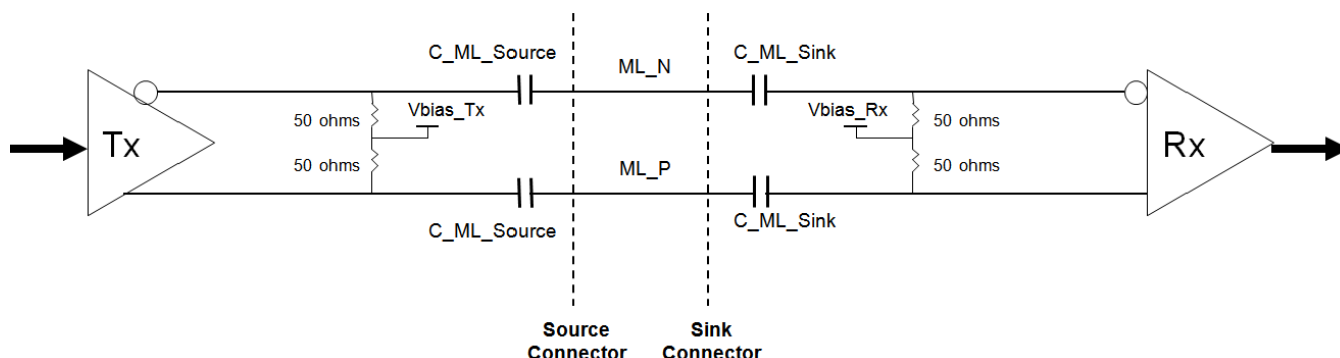 C_ML_Source
ML_N
C_ML_Sink
50 ohms
Vbias_Tx
Vbias_Rx
50 ohms
Tx
Rx
50 ohms
50 ohms
ML_P
C_ML_Source
C_ML_Sink
Source
Connector
Sink
Connector